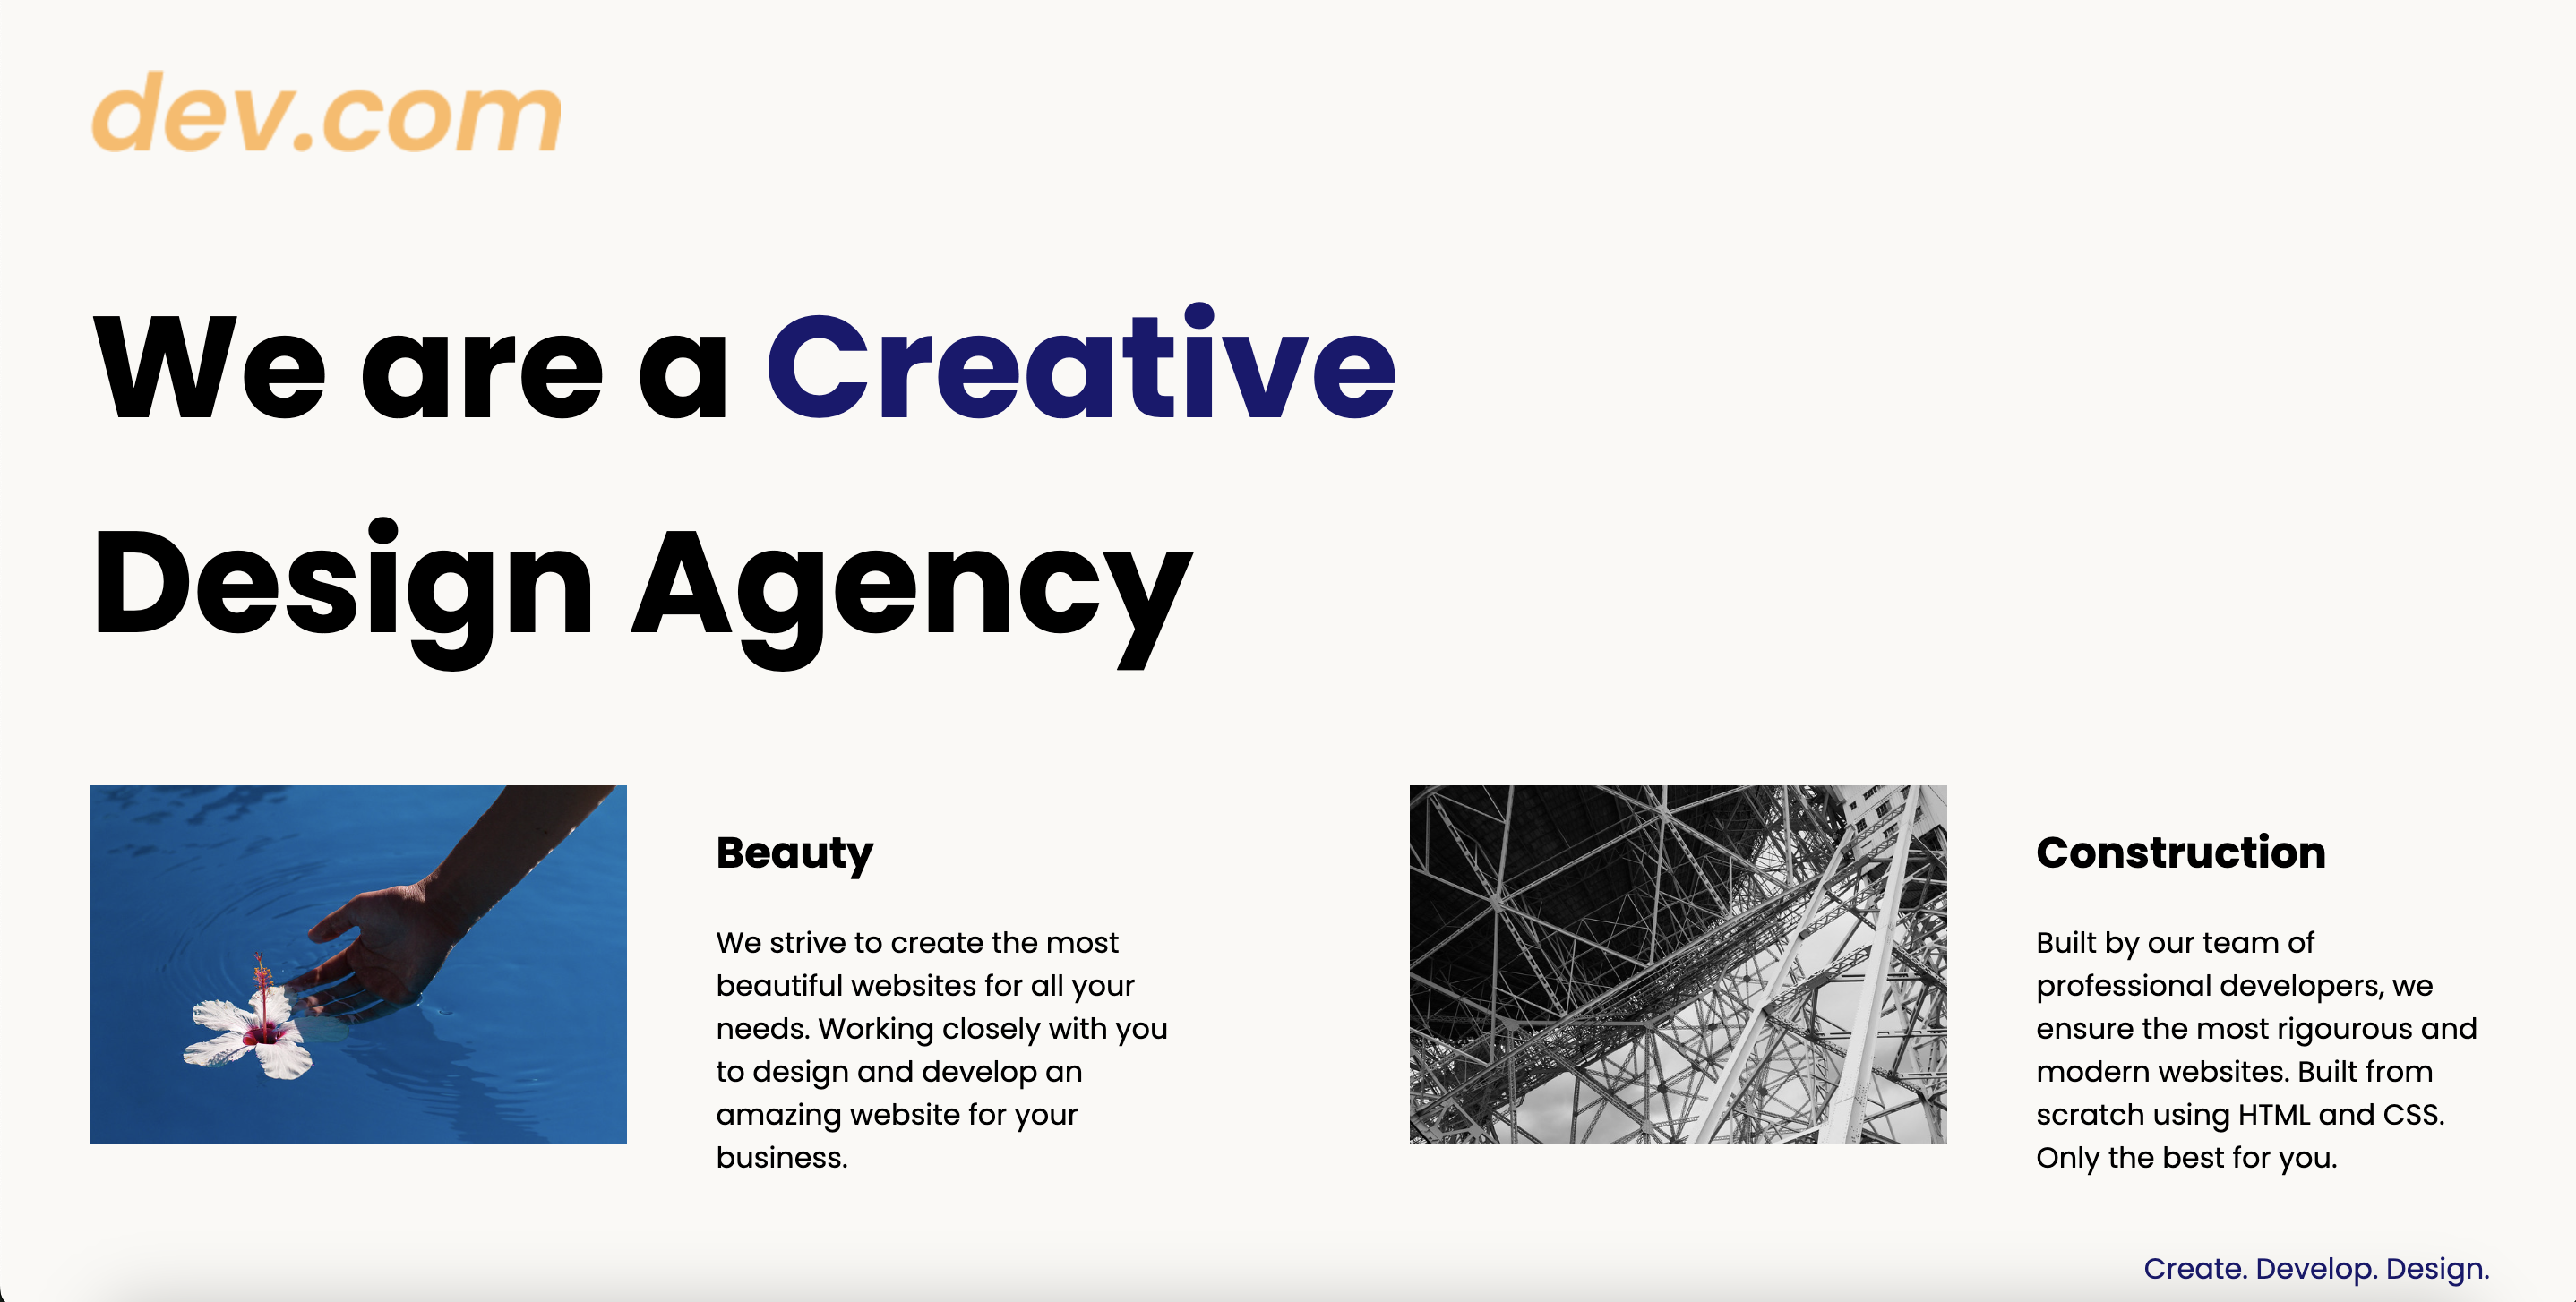 dev.com
We are a Creative
Design Agency
Beauty
We strive to create the most
beautiful websites for all your
needs. Working closely with you
to design and develop an
amazing website for your
business.
Construction
Built by our team of
professional developers, we
ensure the most rigourous and
modern websites. Built from
scratch using HTML and CSS.
Only the best for you.
Create. Develop. Design.